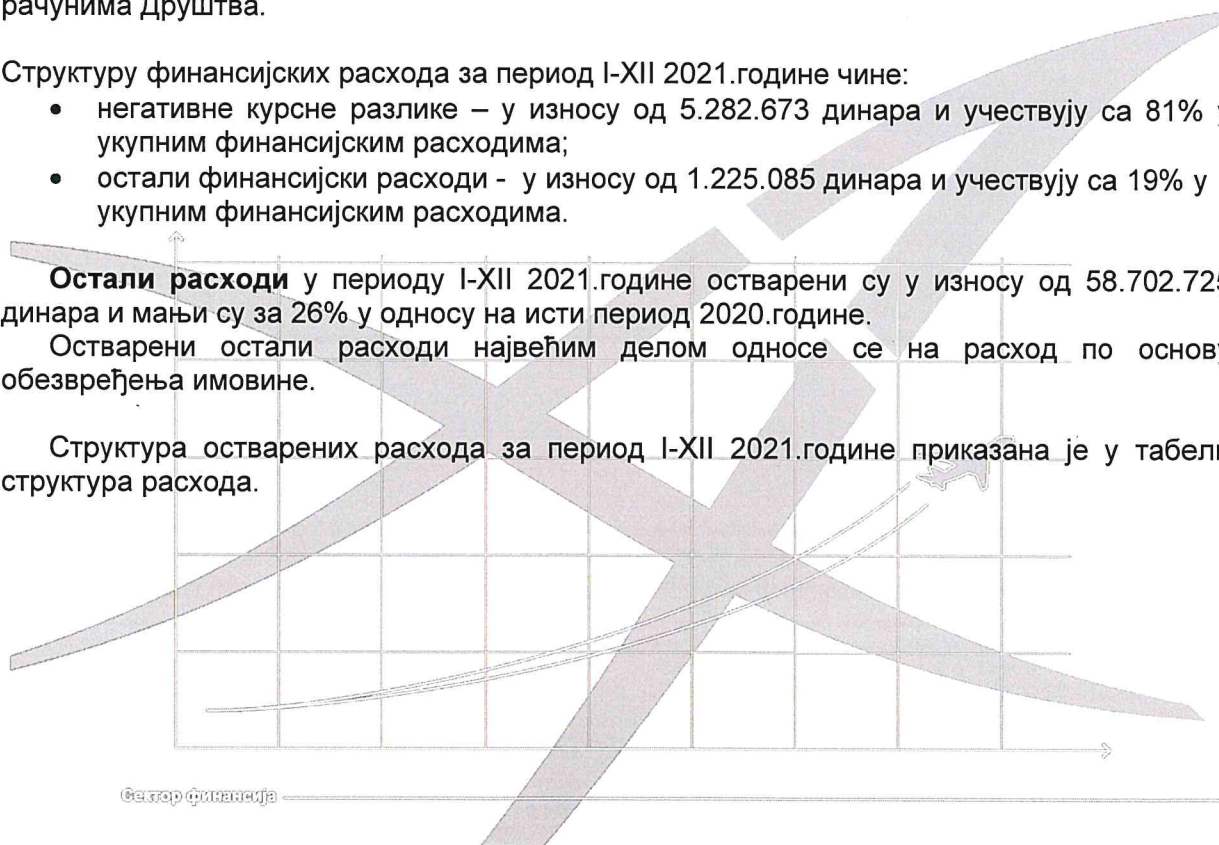 рачунима Друштва.
Структуру финансијских расхода за период I-XII 2021.године чине:
• негативне курсне разлике – у износу од 5.282.673 динара и учествују са 81% у
укупним финансијским расходима;
• остали финансијски расходи - у износу од 1.225.085 динара и учествују са 19% у
укупним финансијским расходима.
Остали расходи у периоду I-XII 2021.године остварени су у износу од 58.702.725
динара и мањи су за 26% у односу на исти период 2020.године.
Остварени остали расходи највећим делом односе се на расход по основу
обезвређења имовине.
Структура остварених расхода за период I-XII 2021.године приказана је у табели
структура расхода.
Сектор финансија